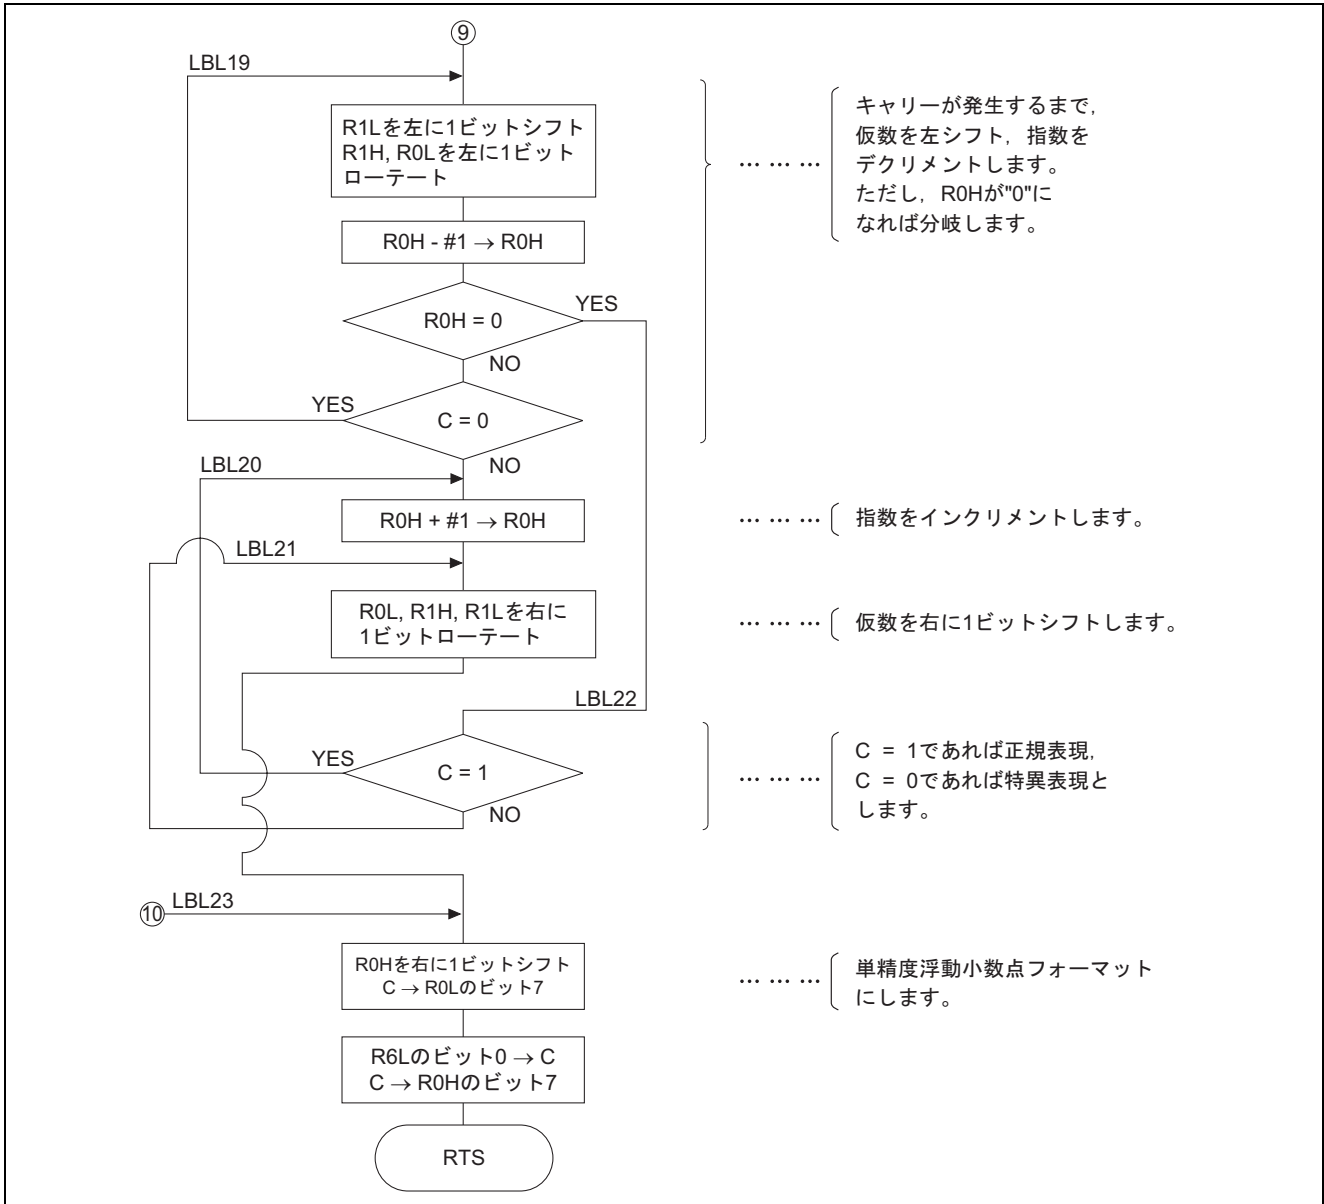 ⑨
LBL19
R1Lを左に1ビットシフト
R1H, R0Lを左に1ビット
ローテート
… … …
キャリーが発生するまで,
仮数を左シフト, 指数を
デクリメントします。
ただし, R0Hが"0"に
なれば分岐します。
R0H - #1 → R0H
R0H = 0
YES
NO
C = 0
YES
NO
LBL20
R0H + #1 → R0H
… … …
指数をインクリメントします。
LBL21
R0L, R1H, R1Lを右に
1ビットローテート
… … …
仮数を右に1ビットシフトします。
LBL22
C = 1
YES
NO
… … …
C = 1であれば正規表現,
C = 0であれば特異表現と
します。
⑩
LBL23
R0Hを右に1ビットシフト
C → R0Lのビット7
… … …
単精度浮動小数点フォーマット
にします。
R6Lのビット0 → C
C → R0Hのビット7
RTS